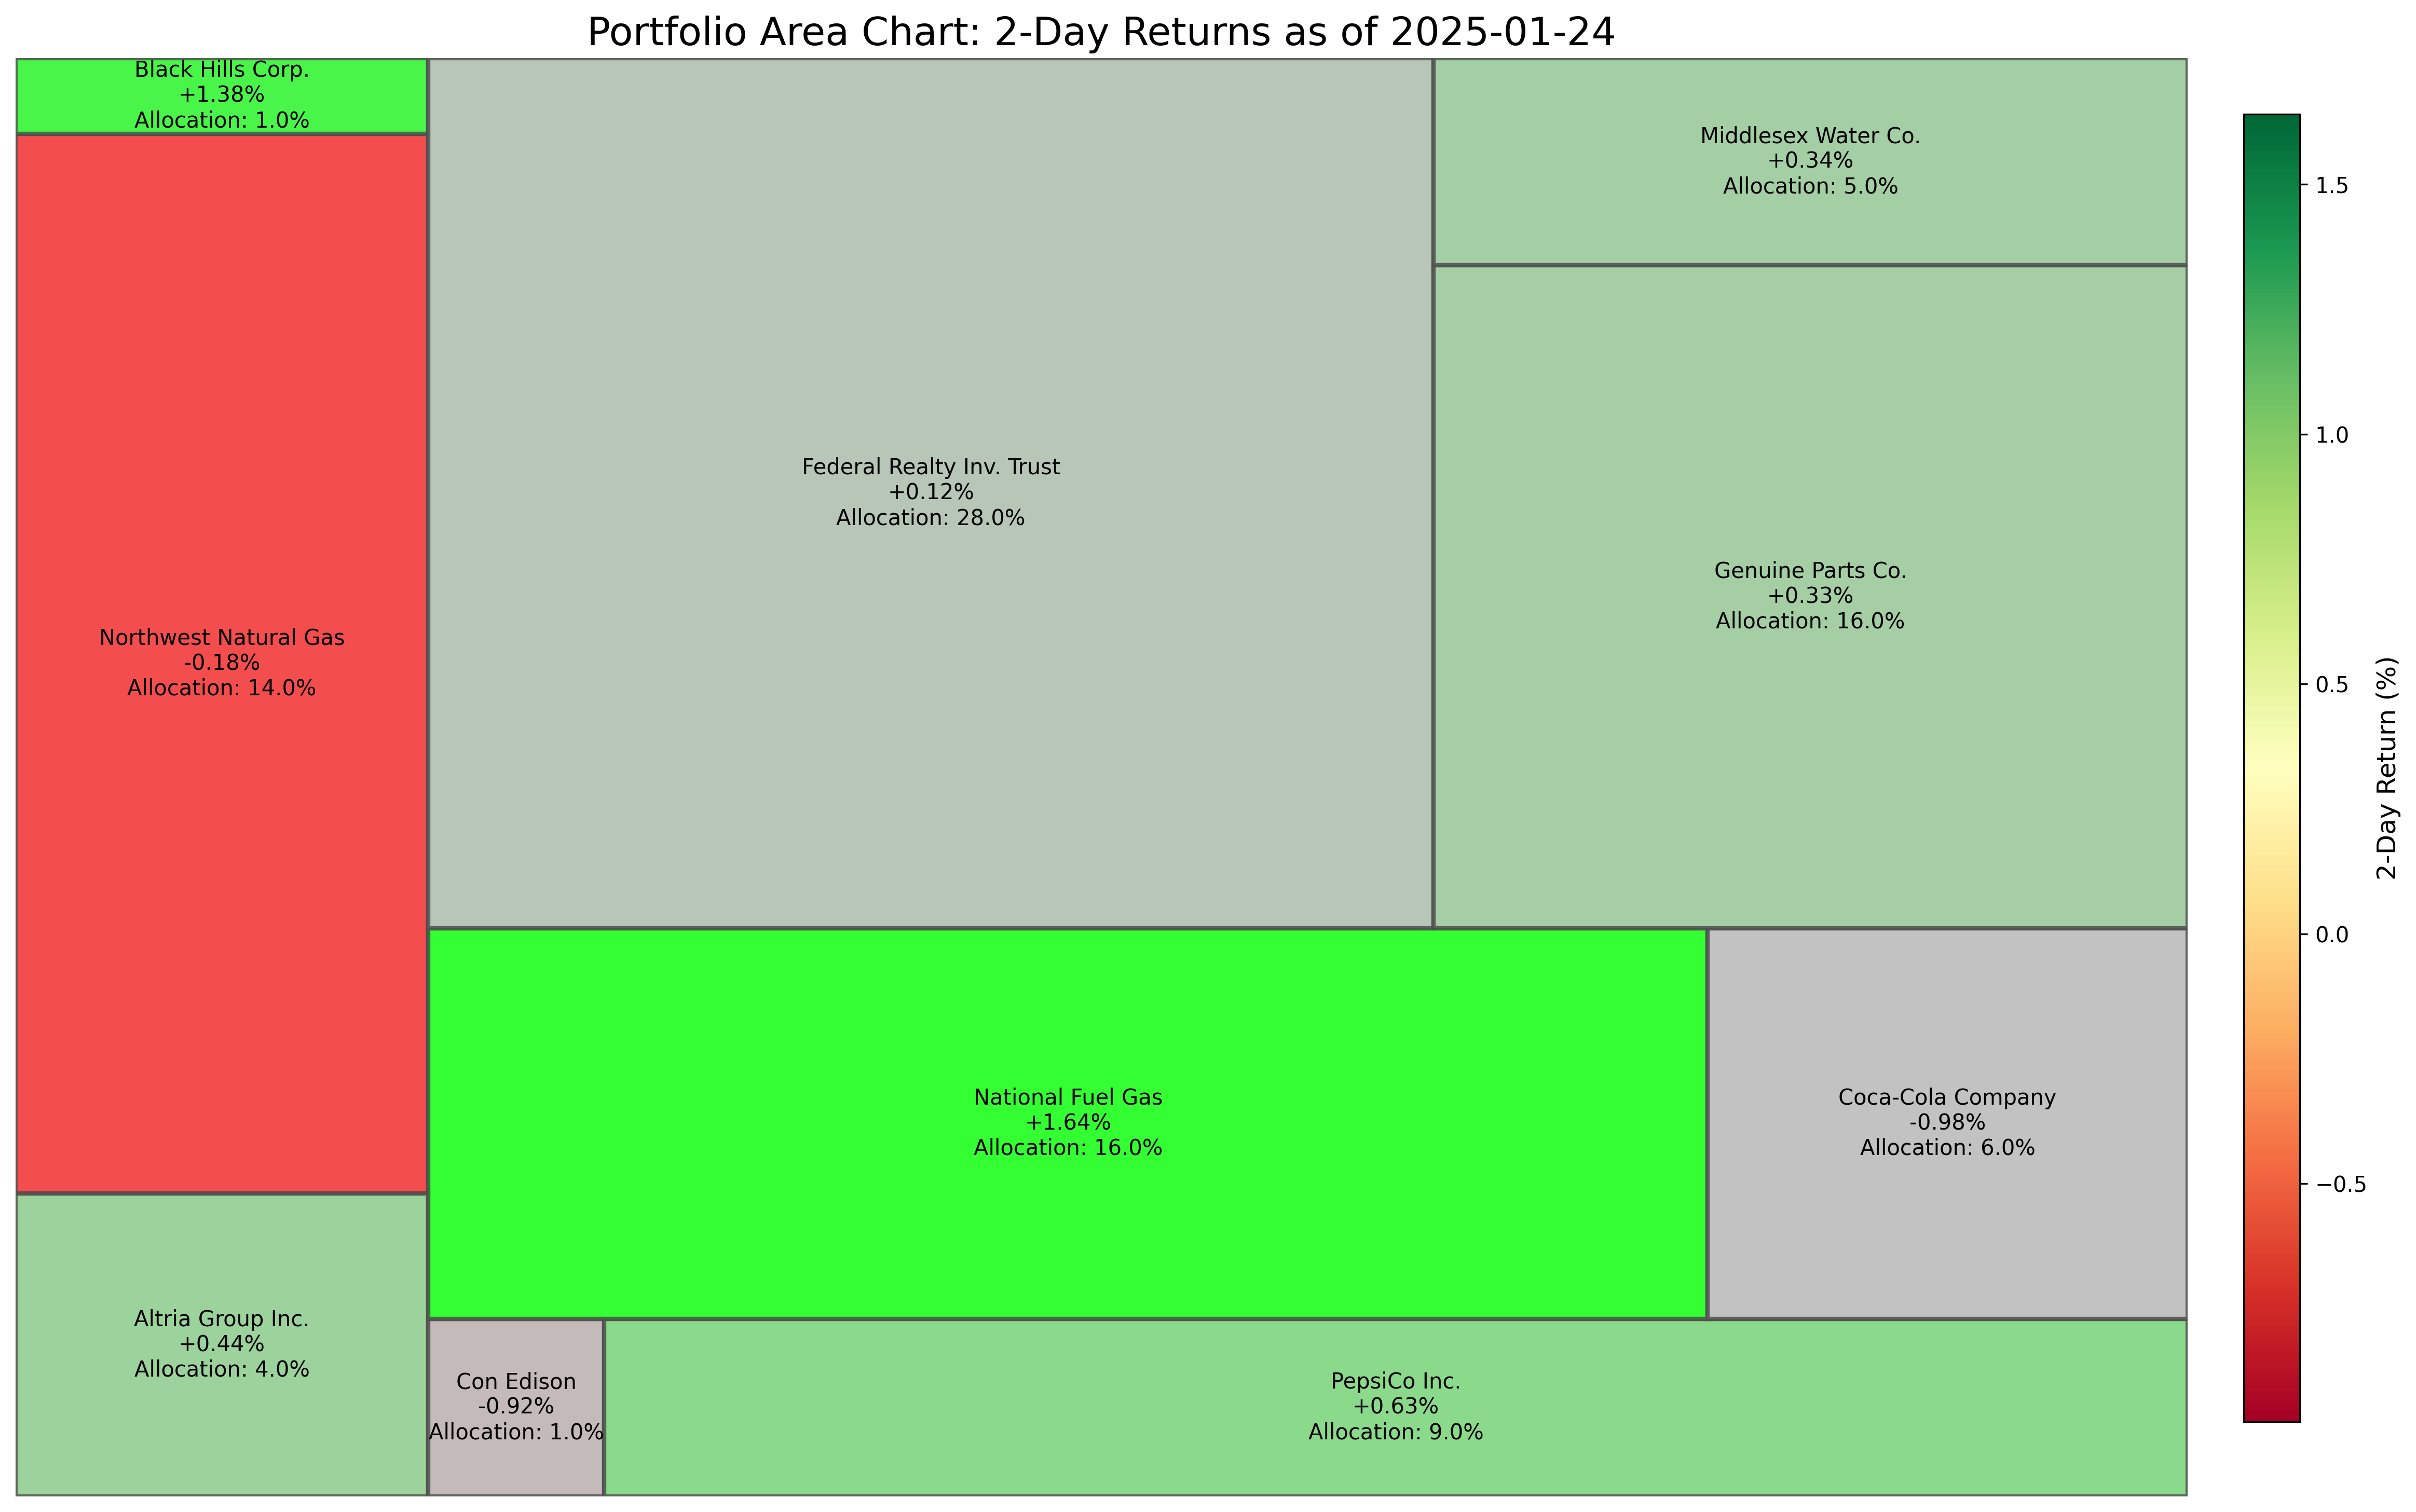 Portfolio Area Chart: 2-Day Returns as of 2025-01-24
Black Hills Corp.
+1.38%
Allocation: 1.0%
Northwest Natural Gas
-0.18%
Allocation: 14.0%
Altria Group Inc.
+0.44%
Allocation: 4.0%
Federal Realty Inv. Trust
+0.12%
Allocation: 28.0%
Middlesex Water Co.
+0.34%
Allocation: 5.0%
Genuine Parts Co.
+0.33%
Allocation: 16.0%
National Fuel Gas
+1.64%
Allocation: 16.0%
Coca-Cola Company
-0.98%
Allocation: 6.0%
Con Edison
-0.92%
Allocation: 1.0%
PepsiCo Inc.
+0.63%
Allocation: 9.0%
1.5
1.0
0.5
0.0
−0.5
2-Day Return (%)